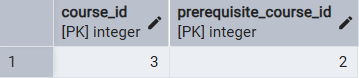 course_id prerequisite_course_id
[PK] integer [PK] integer
1 3 2